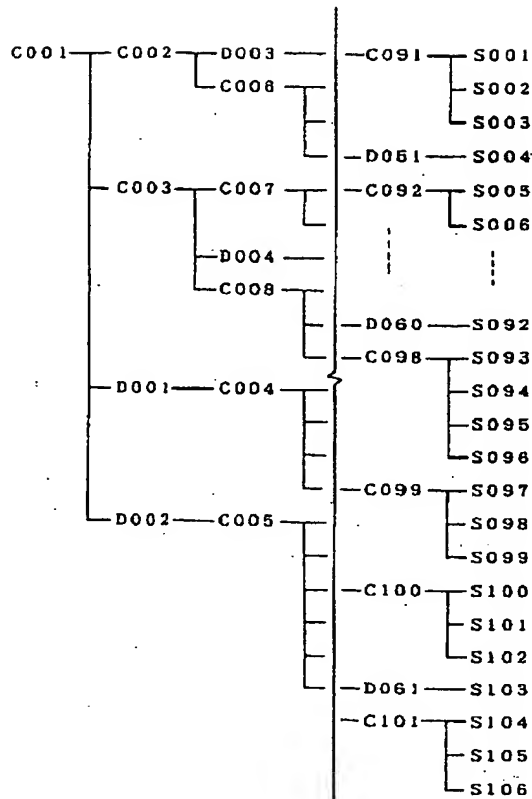 C001 C002 D003 C091 S001
C006 S002
S003
D051 S004
C003 C007 C092 S005
S006
D004
C008
D060 S092
C098 S093
D001 C004 S094
S095
S096
C099 S097
D002 C005 S098
S099
C100 S100
S101
S102
D061 S103
C101 S104
S105
S106